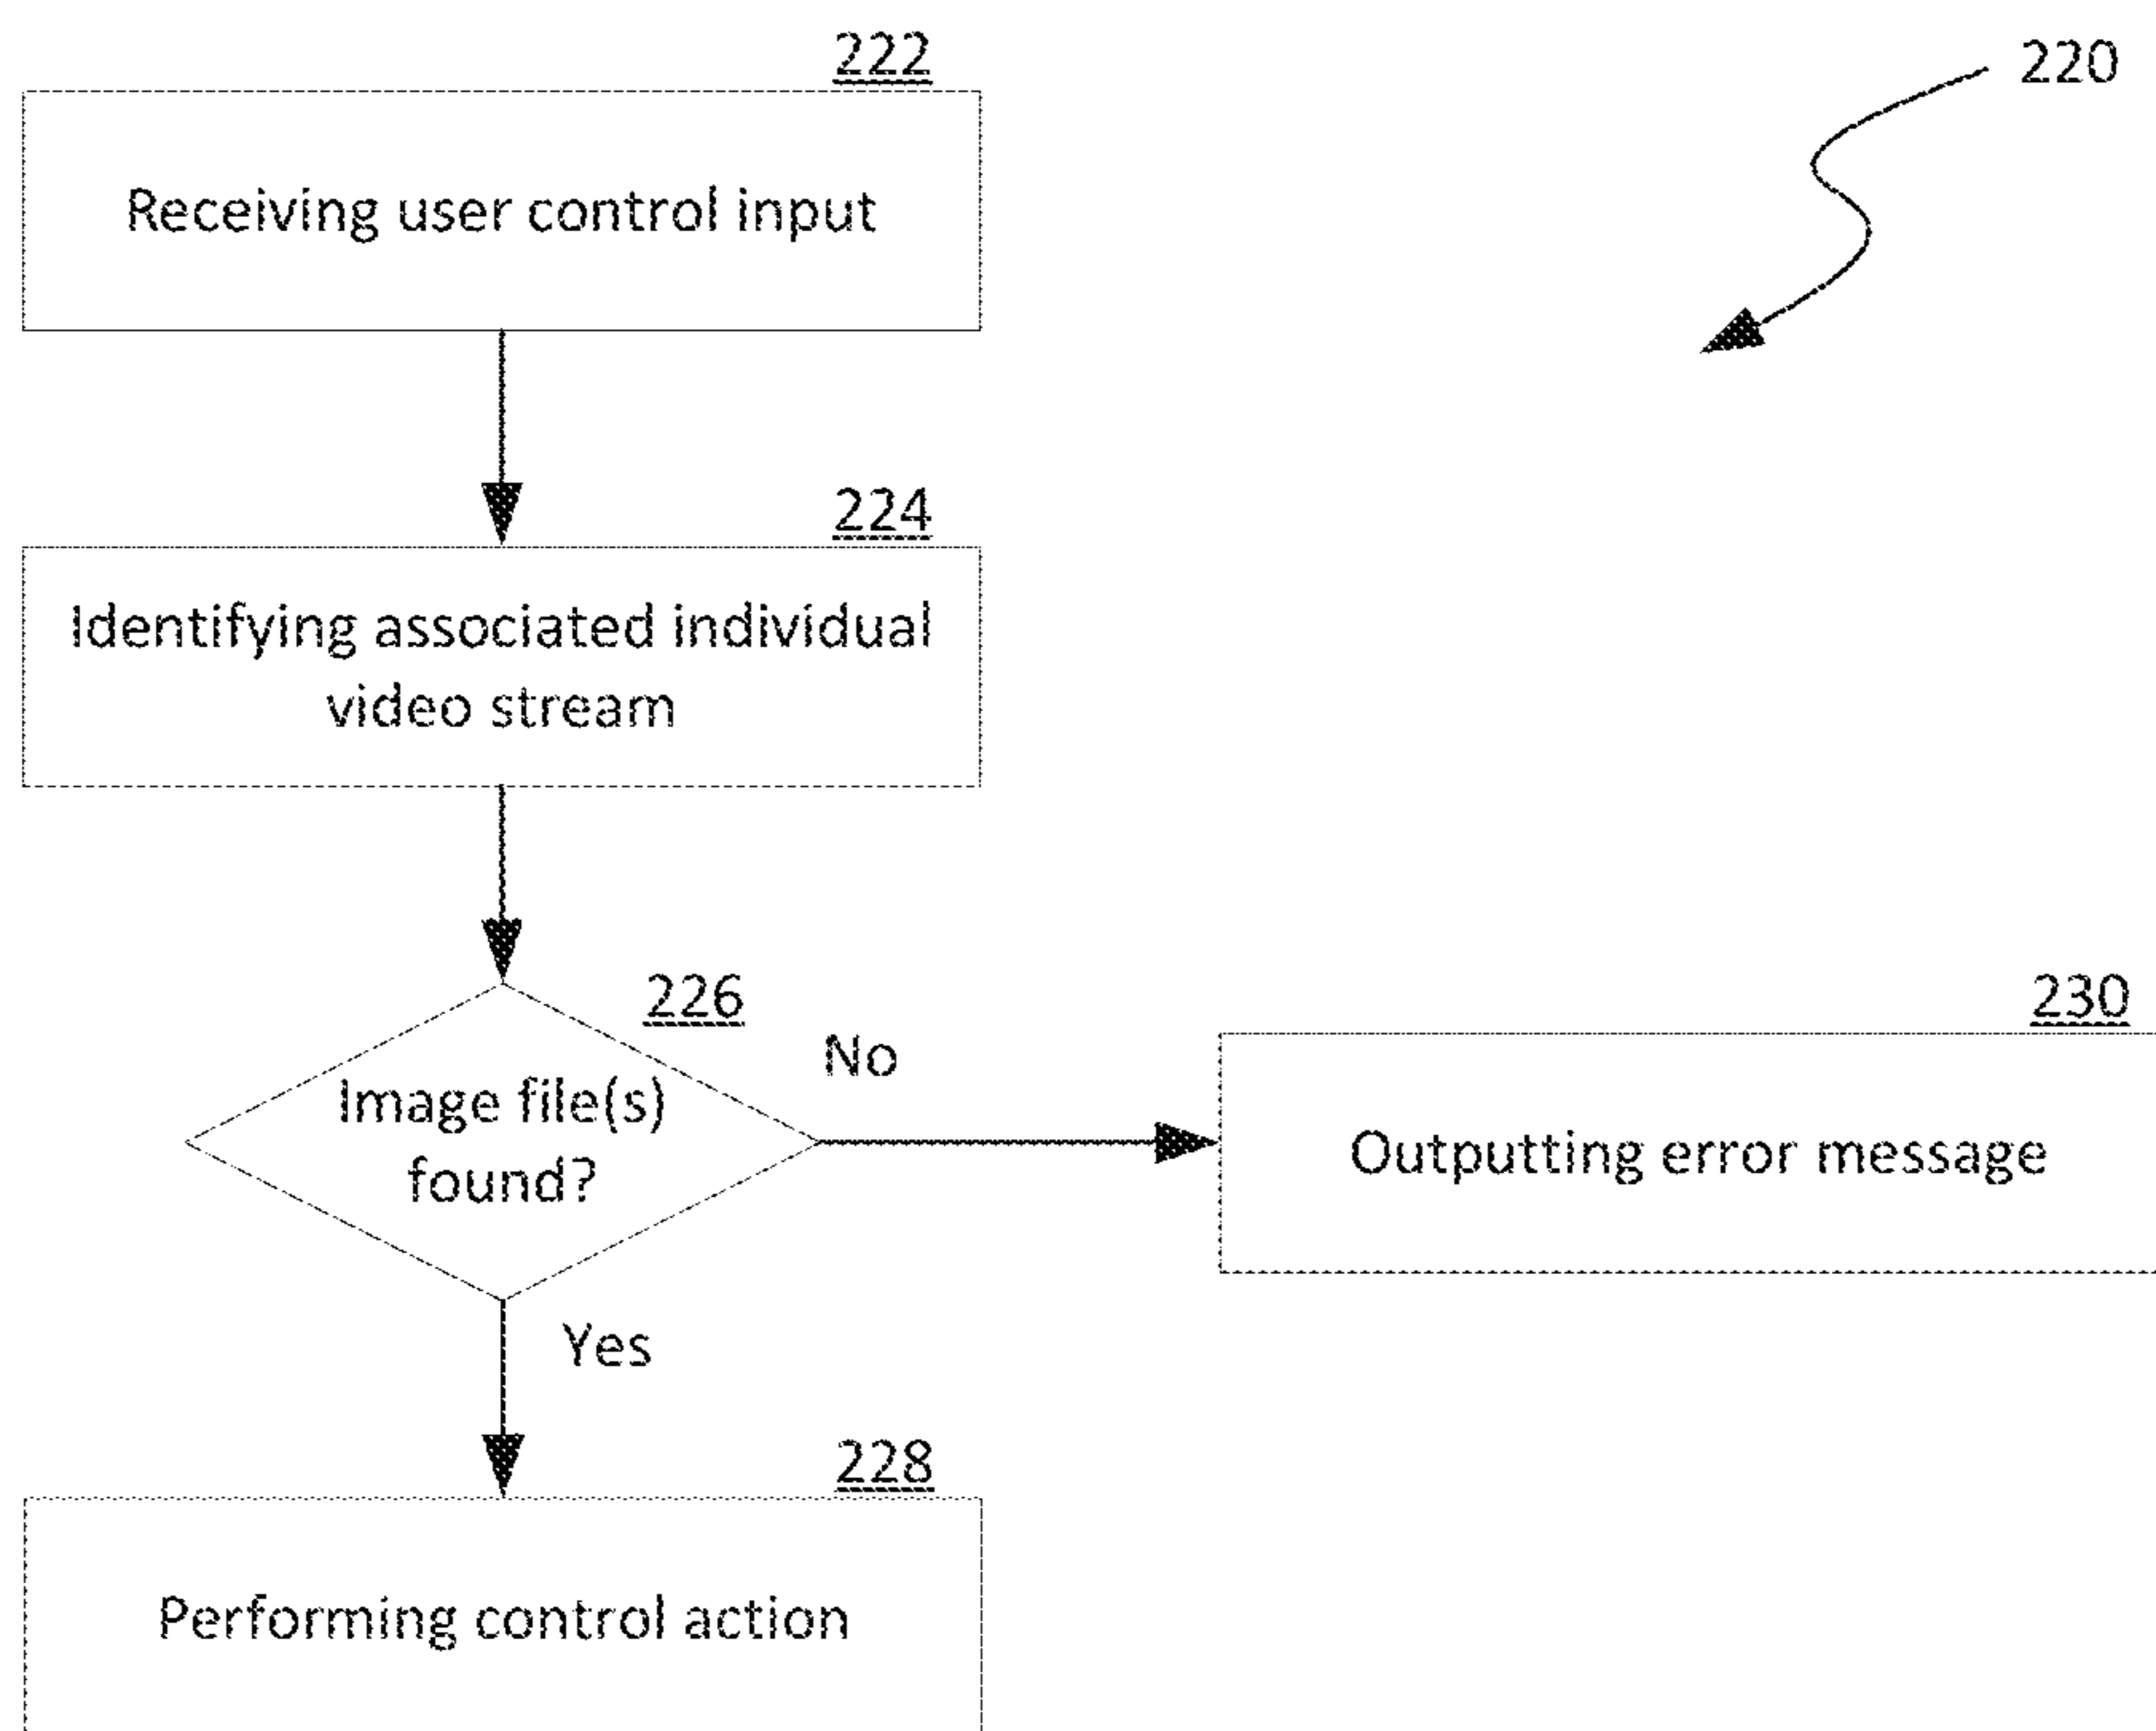 222
220
Receiving user control input
224
Identifying associated individual
video stream
226
No
230
Image file(s)
found?
Outputting error message
Yes
228
Performing control action